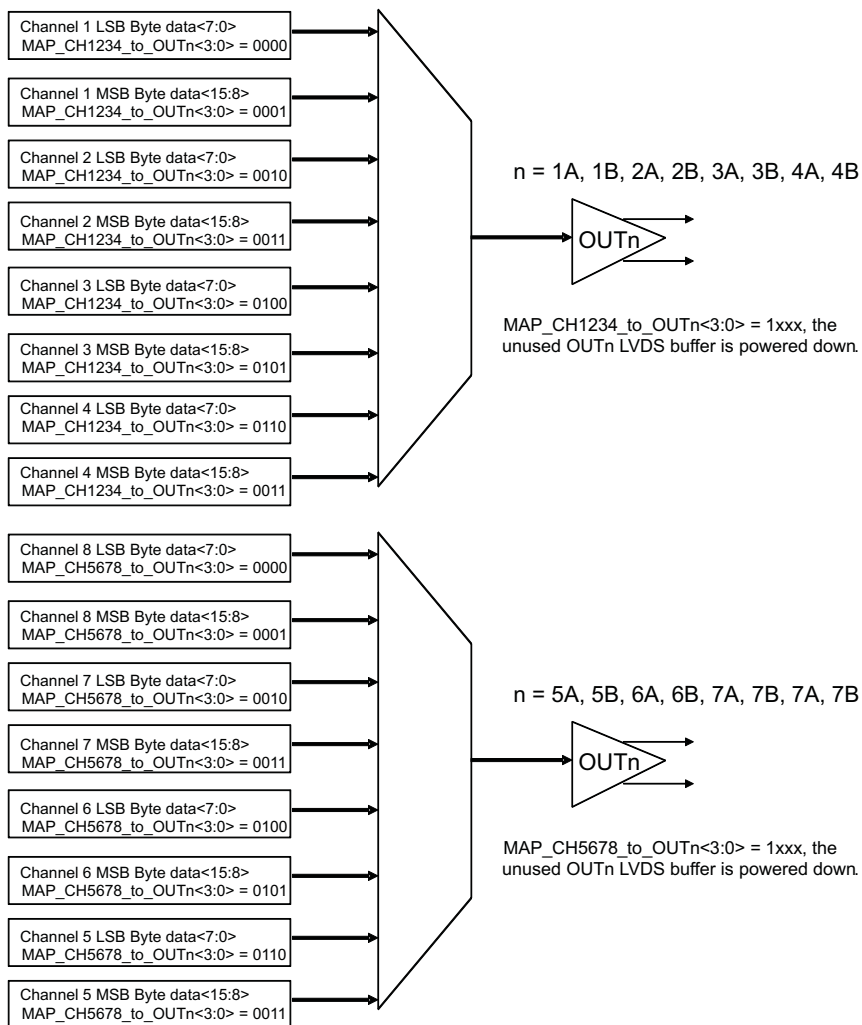 Channel 1 LSB Byte data<7:0>
MAP_CH1234_to_OUTn<3:0> = 0000
Channel 1 MSB Byte data<15:8>
MAP_CH1234_to_OUTn<3:0> = 0001
Channel 2 LSB Byte data<7:0>
MAP_CH1234_to_OUTn<3:0> = 0010
Channel 2 MSB Byte data<15:8>
MAP_CH1234_to_OUTn<3:0> = 0011
Channel 3 LSB Byte data<7:0>
MAP_CH1234_to_OUTn<3:0> = 0100
Channel 3 MSB Byte data<15:8>
MAP_CH1234_to_OUTn<3:0> = 0101
Channel 4 LSB Byte data<7:0>
MAP_CH1234_to_OUTn<3:0> = 0110
Channel 4 MSB Byte data<15:8>
MAP_CH1234_to_OUTn<3:0> = 0011
n = 1A, 1B, 2A, 2B, 3A, 3B, 4A, 4B
OUTn
MAP_CH1234_to_OUTn<3:0> = 1xxx, the
unused OUTn LVDS buffer is powered down.
Channel 8 LSB Byte data<7:0>
MAP_CH5678_to_OUTn<3:0> = 0000
Channel 8 MSB Byte data<15:8>
MAP_CH5678_to_OUTn<3:0> = 0001
Channel 7 LSB Byte data<7:0>
MAP_CH5678_to_OUTn<3:0> = 0010
Channel 7 MSB Byte data<15:8>
MAP_CH5678_to_OUTn<3:0> = 0011
Channel 6 LSB Byte data<7:0>
MAP_CH5678_to_OUTn<3:0> = 0100
Channel 6 MSB Byte data<15:8>
MAP_CH5678_to_OUTn<3:0> = 0101
Channel 5 LSB Byte data<7:0>
MAP_CH5678_to_OUTn<3:0> = 0110
Channel 5 MSB Byte data<15:8>
MAP_CH5678_to_OUTn<3:0> = 0011
n = 5A, 5B, 6A, 6B, 7A, 7B, 7A, 7B
OUTn
MAP_CH5678_to_OUTn<3:0> = 1xxx, the
unused OUTn LVDS buffer is powered down.